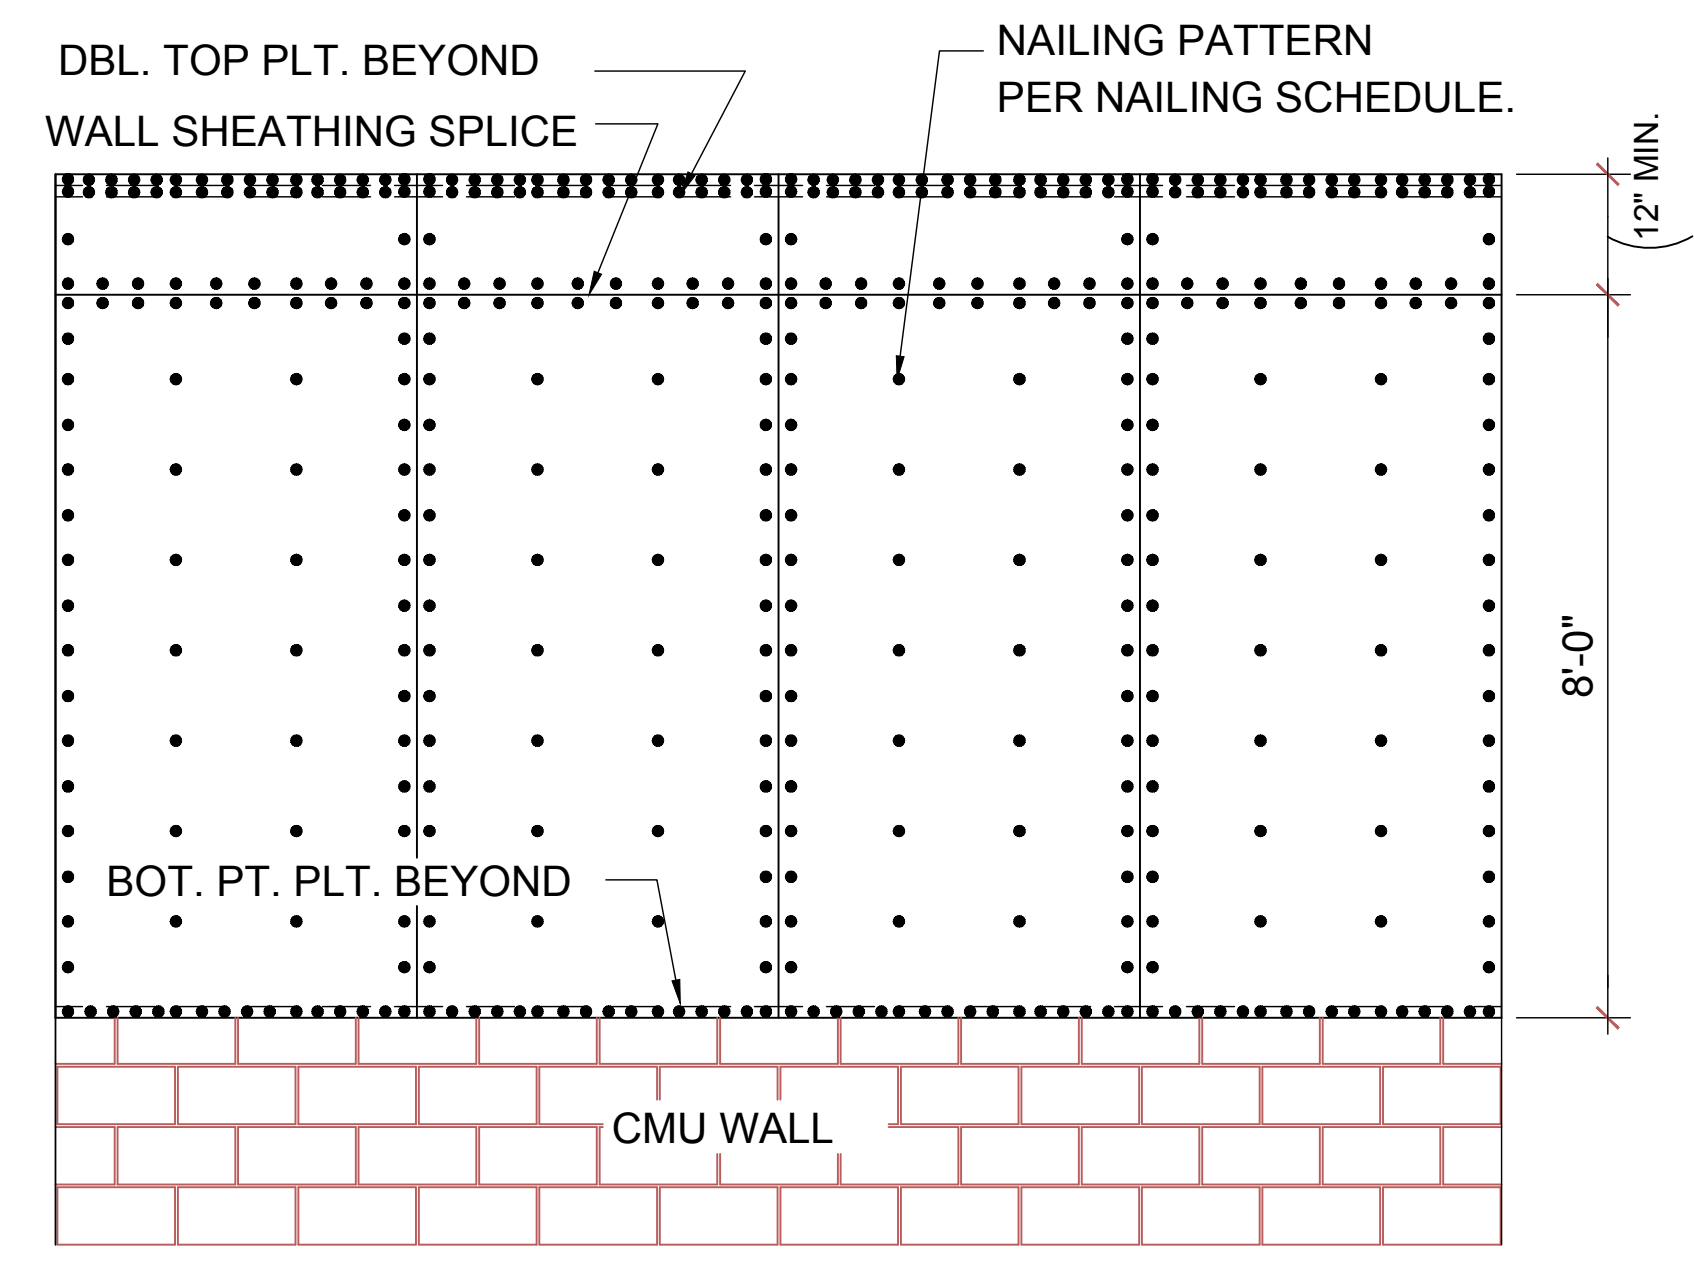 DBL. TOP PLT. BEYOND
WALL SHEATHING SPLICE
NAILING PATTERN
PER NAILING SCHEDULE.
12" MIN.
8'-0"
BOT. PT. PLT. BEYOND
CMU WALL